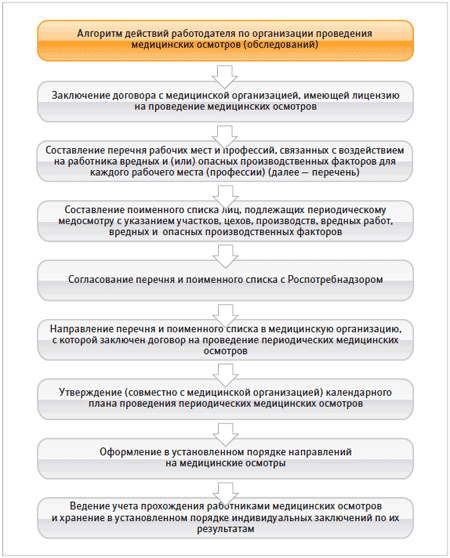 Алгоритм действий работодателя по организации проведения
медицинских осмотров (обследований)
Заключение договора с медицинской организацией, имеющей лицензию
на проведение медицинских осмотров
Составление перечня рабочих мест и профессий, связанных с воздействием
на работника вредных и (или) опасных производственных факторов для
каждого рабочего места (профессии) (далее — перечень)
Составление поименного списка лиц, подлежащих периодическому
медосмотру с указанием участков, цехов, производств, вредных работ,
вредных и опасных производственных факторов
Согласование перечня и поименного списка с Роспотребнадзором
Направление перечня и поименного списка в медицинскую организацию,
с которой заключен договор на проведение периодических медицинских
осмотров
Утверждение (совместно с медицинской организацией) календарного
плана проведения периодических медицинских осмотров
Оформление в установленном порядке направлений
на медицинские осмотры
Ведение учета прохождения работниками медицинских осмотров
и хранение в установленном порядке индивидуальных заключений по их
результатам